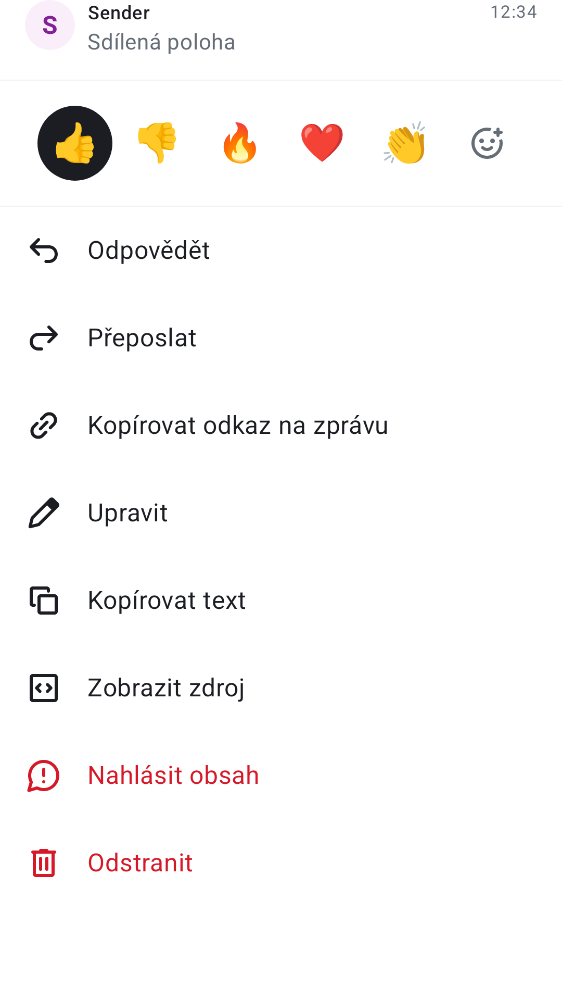 S
Sender
12:34
Sdílená poloha
Odpovědět
Přeposlat
Kopírovat odkaz na zprávu
Upravit
Kopírovat text
Zobrazit zdroj
Nahlásit obsah
Odstranit